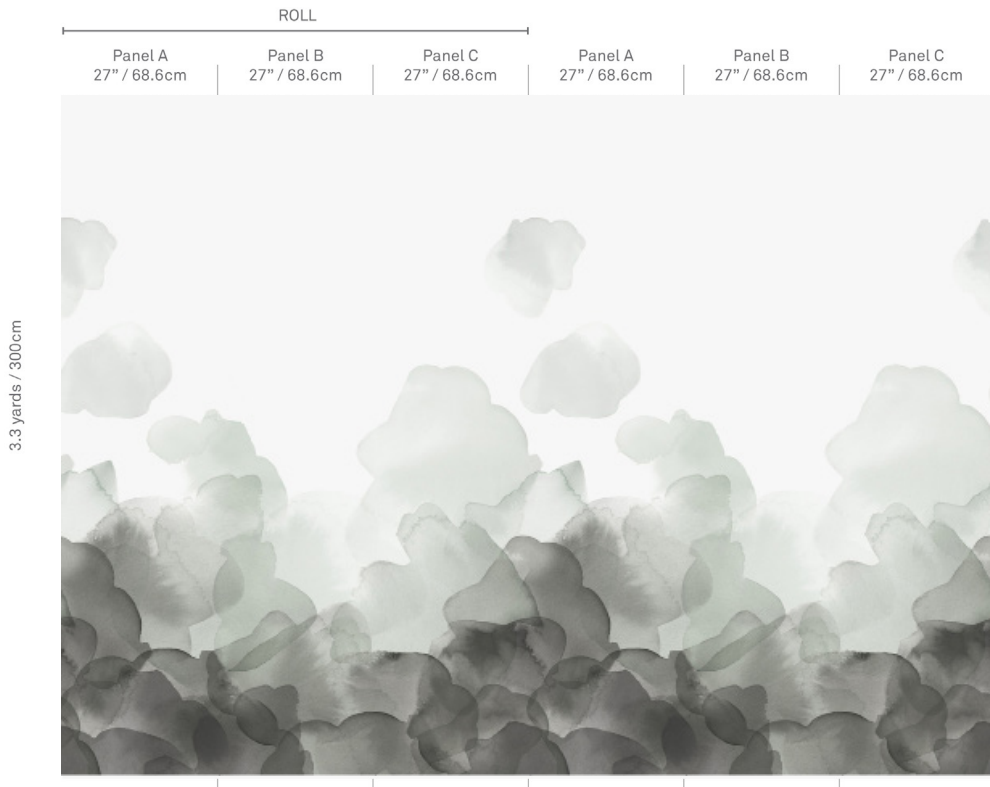 ROLL
Panel A
27” / 68.6cm
Panel B
27” / 68.6cm
Panel C
27” / 68.6cm
Panel A
27” / 68.6cm
Panel B
27” / 68.6cm
Panel C
27” / 68.6cm
3.3 yards / 300cm